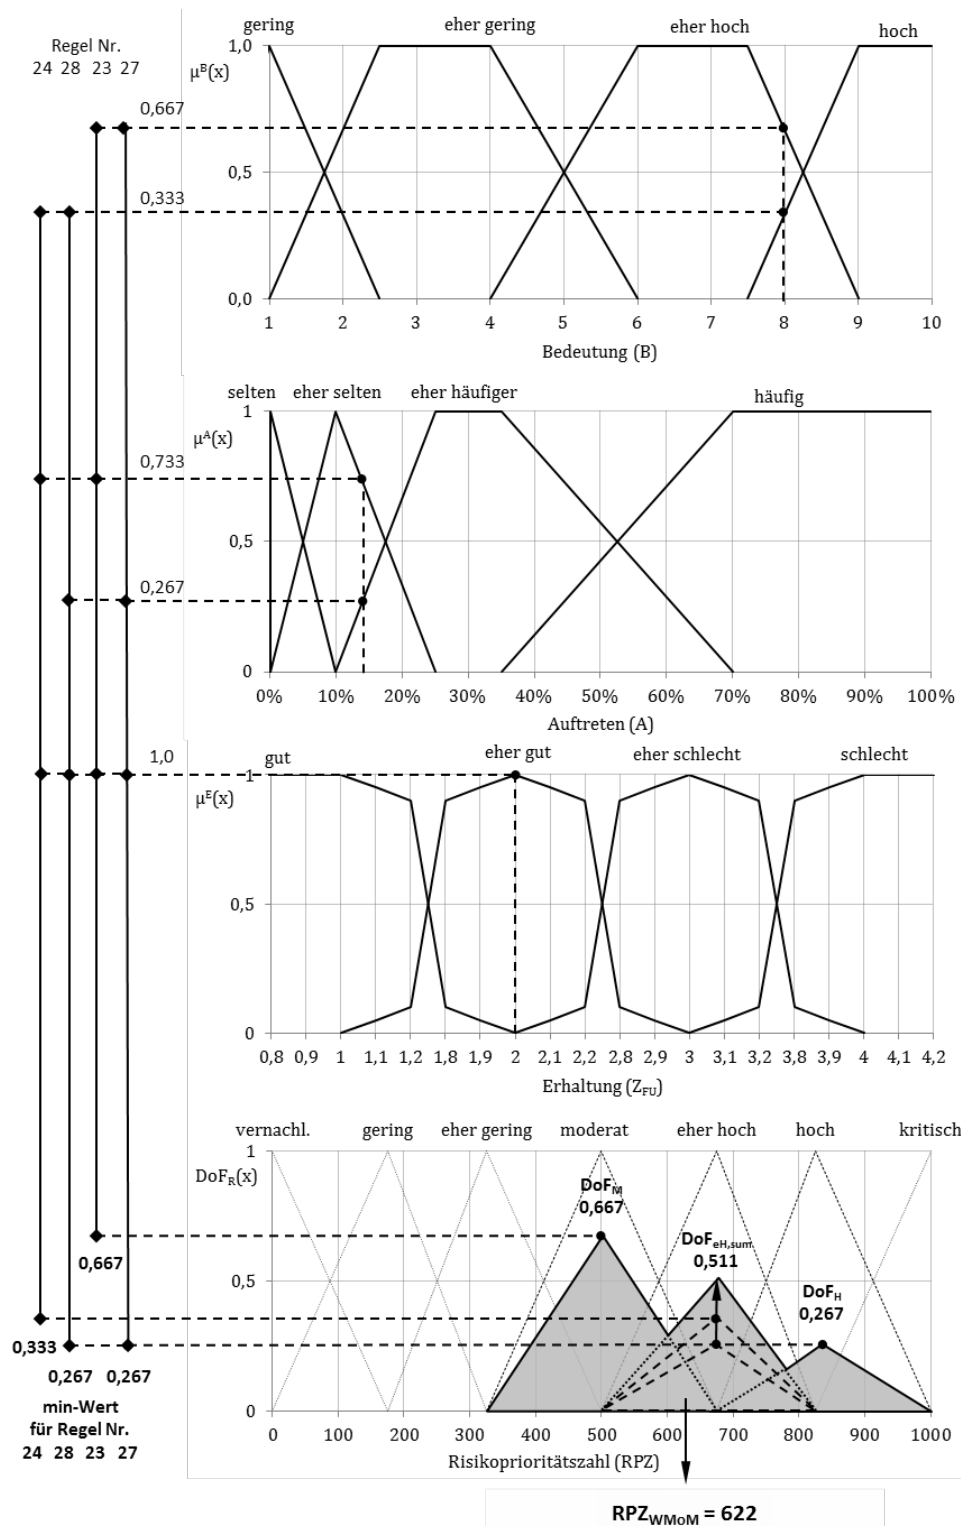 Regel Nr.
24 28 23 27
gering eher gering eher hoch hoch
1,0
μᴮ(x)
0,667
0,5
0,333
0,0
1 2 3 4 5 6 7 8 9 10
Bedeutung (B)
selten eher selten eher häufiger häufig
1
μᴬ(x)
0,733
0,5
0,267
0
0% 10% 20% 30% 40% 50% 60% 70% 80% 90% 100%
Auftreten (A)
gut eher gut eher schlecht schlecht
1,0
1
μᴱ(x)
0,5
0
0,8 0,9 1 1,1 1,2 1,8 1,9 2 2,1 2,2 2,8 2,9 3 3,1 3,2 3,8 3,9 4 4,1 4,2
Erhaltung (Z_FU)
vernachl. gering eher gering moderat eher hoch hoch kritisch
1
DoF_R(x)
DoF_M
0,667
DoF_eH,sum
0,511
DoF_H
0,267
0,667
0,5
0,333
0,267 0,267
0
0 100 200 300 400 500 600 700 800 900 1000
Risikoprioritätszahl (RPZ)
min-Wert
für Regel Nr.
24 28 23 27
RPZ_WMoM = 622